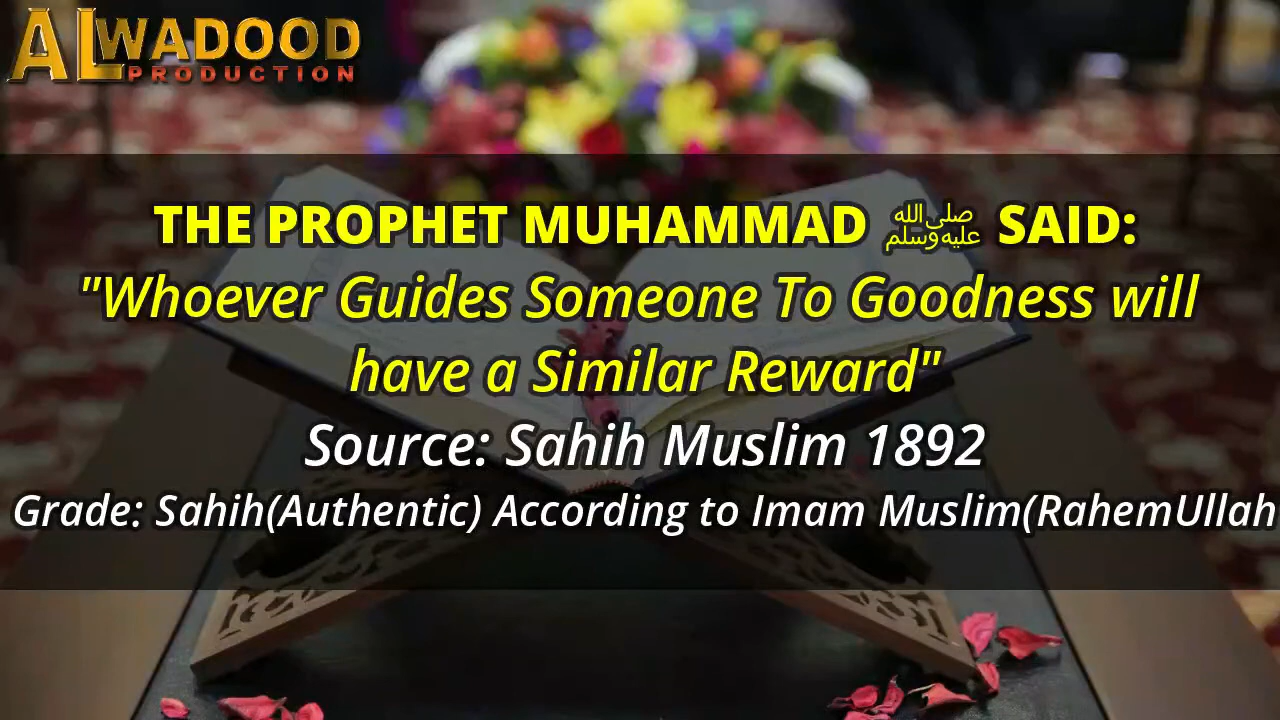 ALWADOOD
PRODUCTION
THE PROPHET MUHAMMAD ﷺ SAID:
"Whoever Guides Someone To Goodness will
have a Similar Reward"
Source: Sahih Muslim 1892
Grade: Sahih(Authentic) According to Imam Muslim(RahemUllah